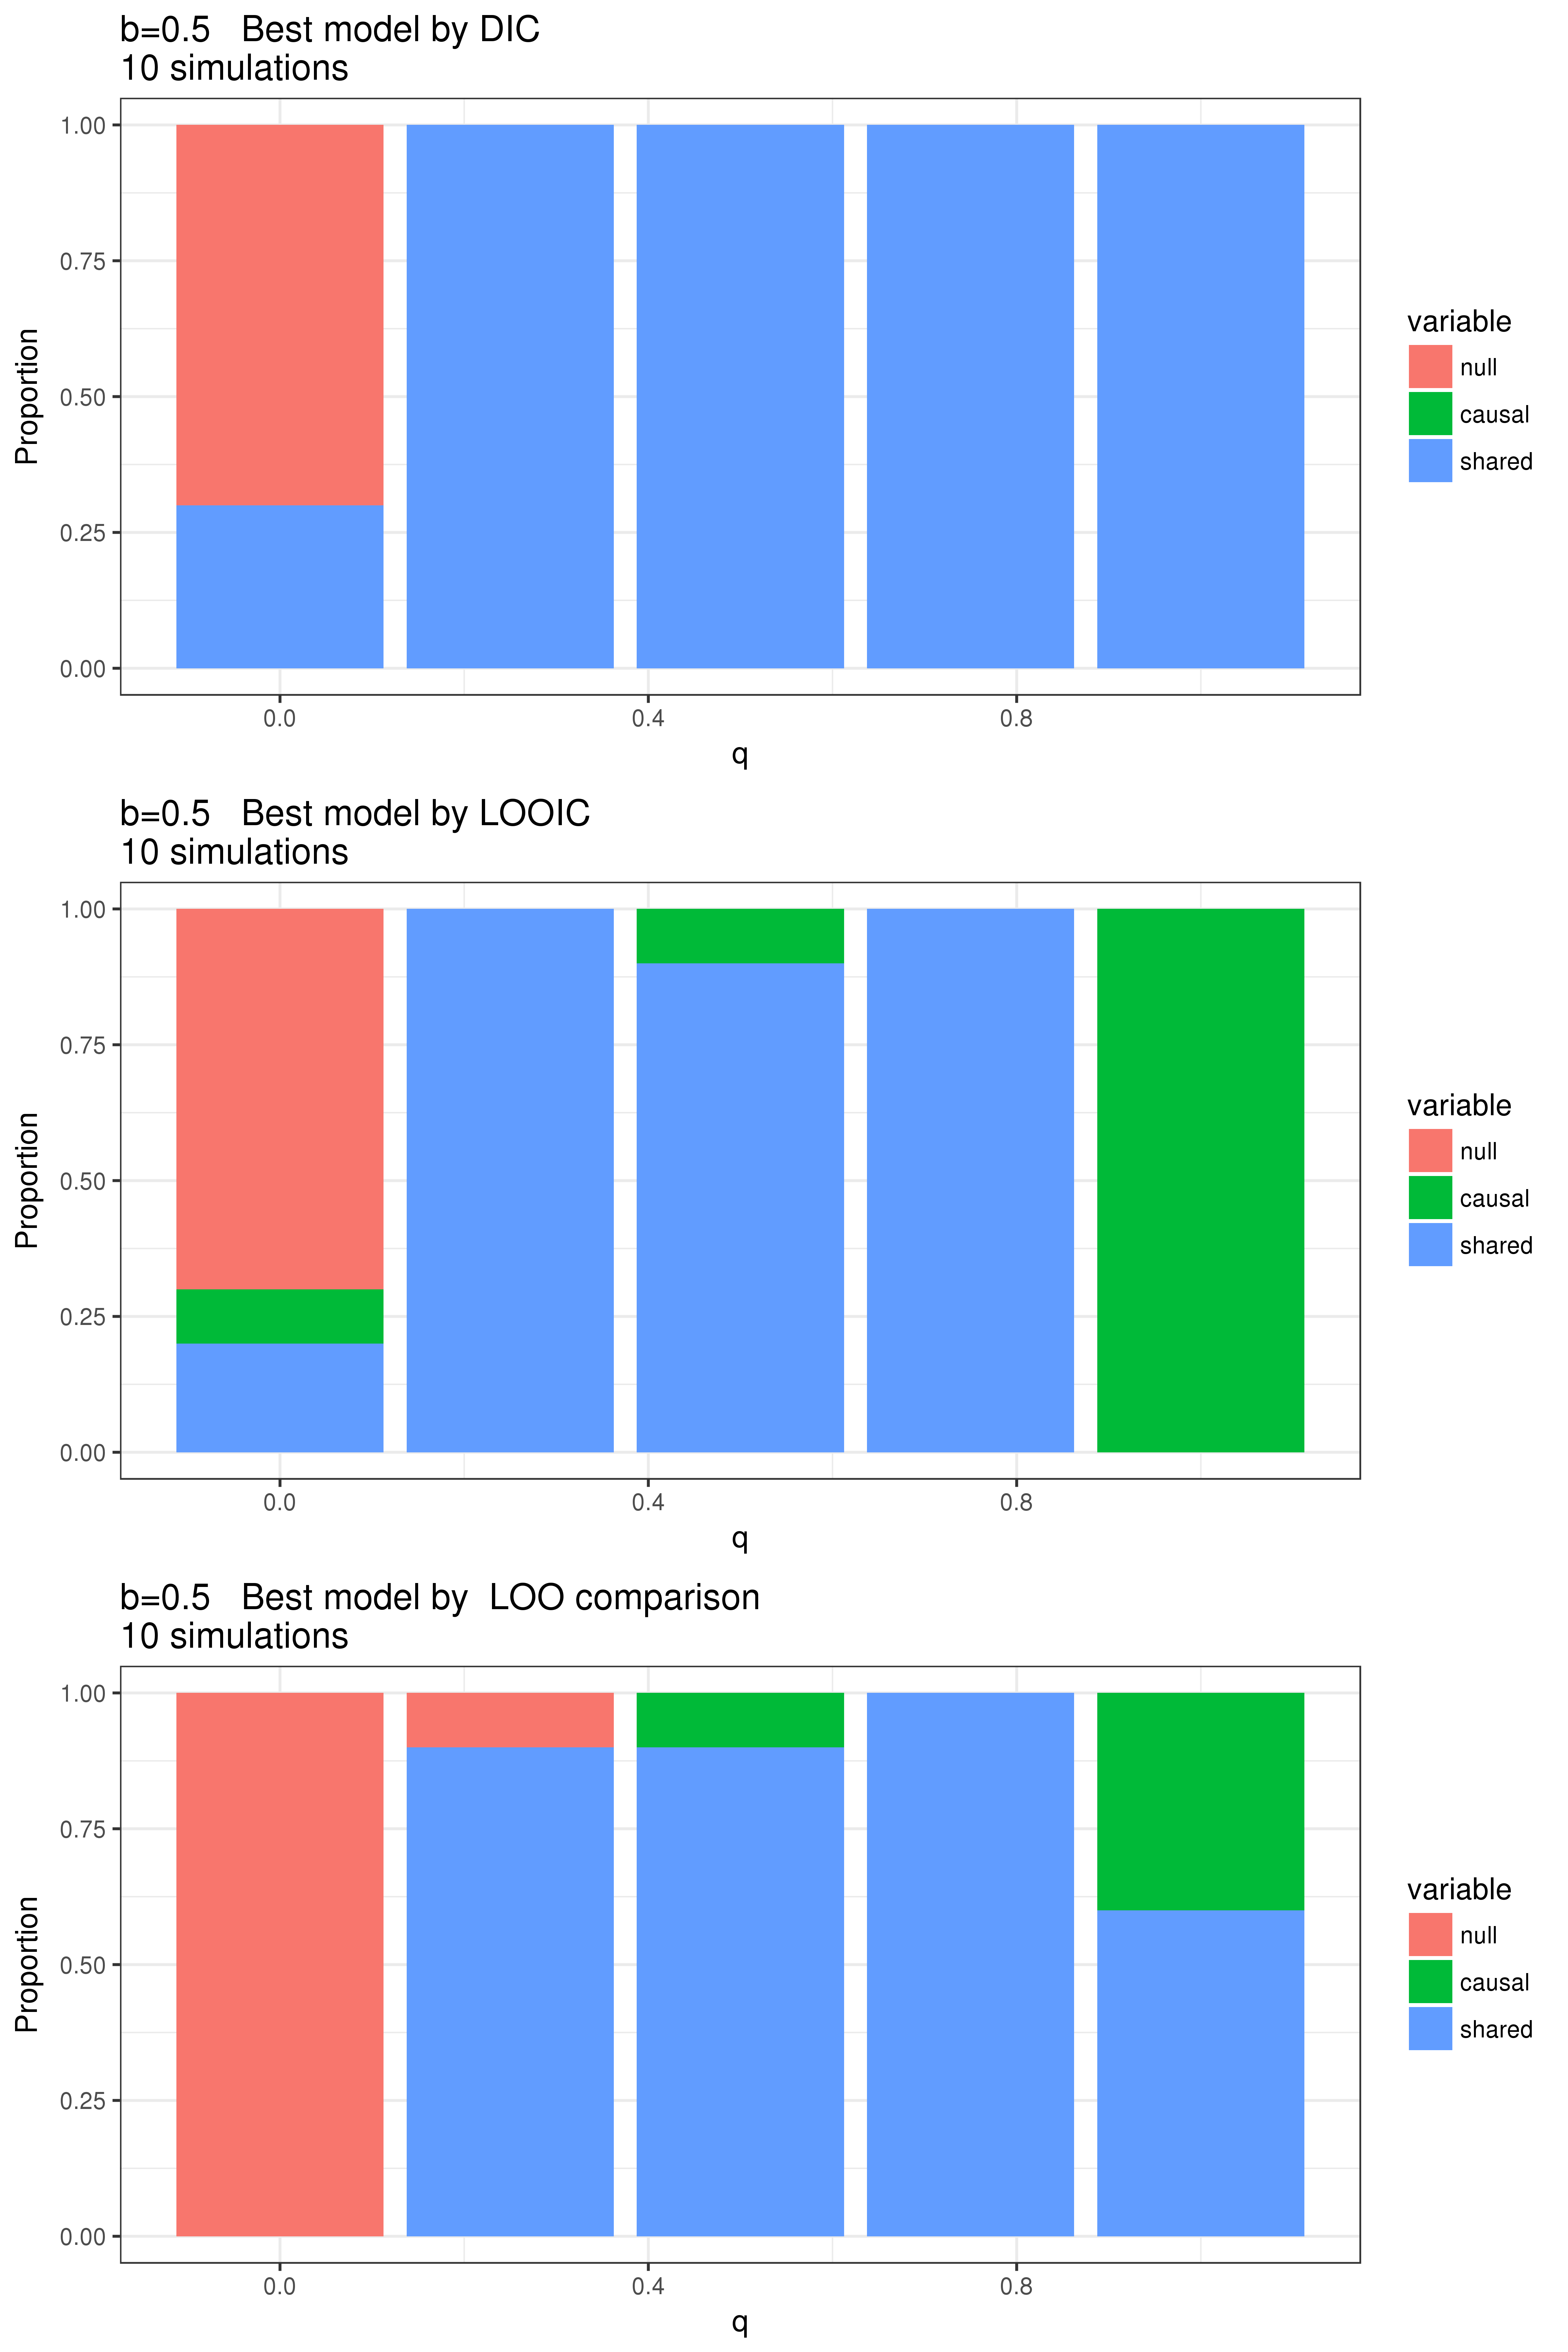 b=0.5   Best model by DIC
10 simulations
1.00
0.75
0.50
0.25
0.00
Proportion
0.0
0.4
0.8
q
variable
null
causal
shared
b=0.5   Best model by LOOIC
10 simulations
1.00
0.75
0.50
0.25
0.00
Proportion
0.0
0.4
0.8
q
variable
null
causal
shared
b=0.5   Best model by  LOO comparison
10 simulations
1.00
0.75
0.50
0.25
0.00
Proportion
0.0
0.4
0.8
q
variable
null
causal
shared